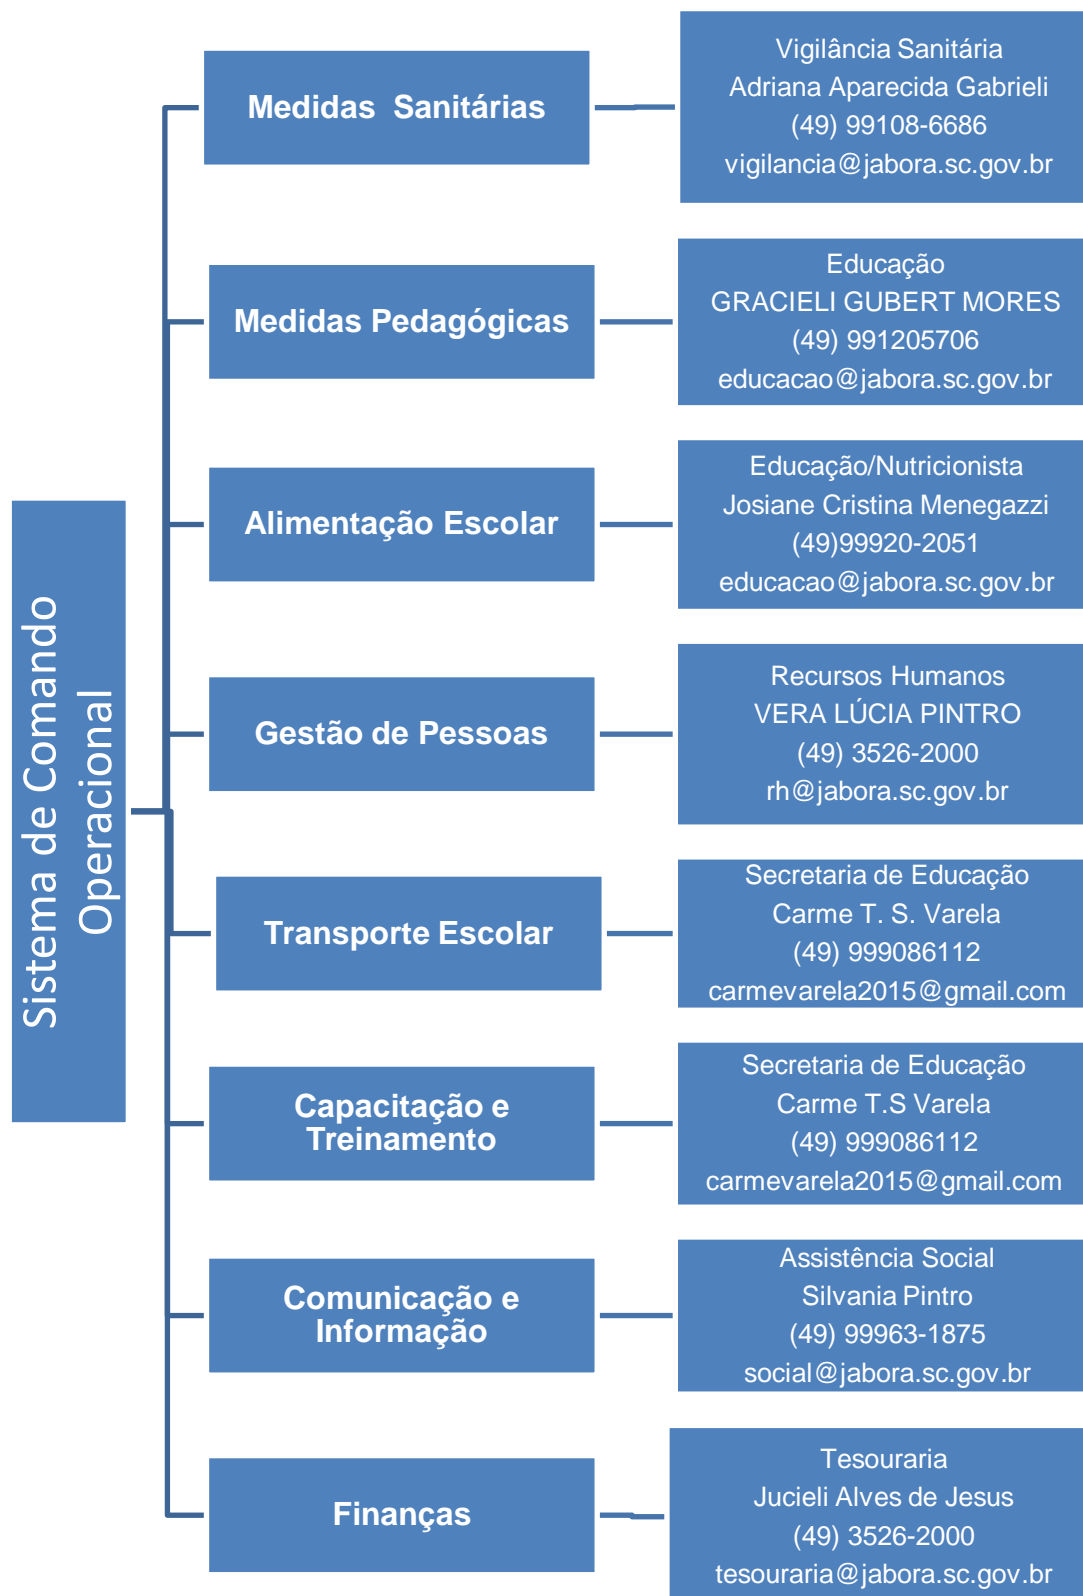 Sistema de Comando
Operacional
Medidas  Sanitárias
Vigilância Sanitária
Adriana Aparecida Gabrieli
(49) 99108-6686
vigilancia@jabora.sc.gov.br
Medidas Pedagógicas
Educação
GRACIELI GUBERT MORES
(49) 991205706
educacao@jabora.sc.gov.br
Alimentação Escolar
Educação/Nutricionista
Josiane Cristina Menegazzi
(49)99920-2051
educacao@jabora.sc.gov.br
Gestão de Pessoas
Recursos Humanos
VERA LÚCIA PINTRO
(49) 3526-2000
rh@jabora.sc.gov.br
Transporte Escolar
Secretaria de Educação
Carme T. S. Varela
(49) 999086112
carmevarela2015@gmail.com
Capacitação e
Treinamento
Secretaria de Educação
Carme T.S Varela
(49) 999086112
carmevarela2015@gmail.com
Comunicação e
Informação
Assistência Social
Silvania Pintro
(49) 99963-1875
social@jabora.sc.gov.br
Finanças
Tesouraria
Jucieli Alves de Jesus
(49) 3526-2000
tesouraria@jabora.sc.gov.br